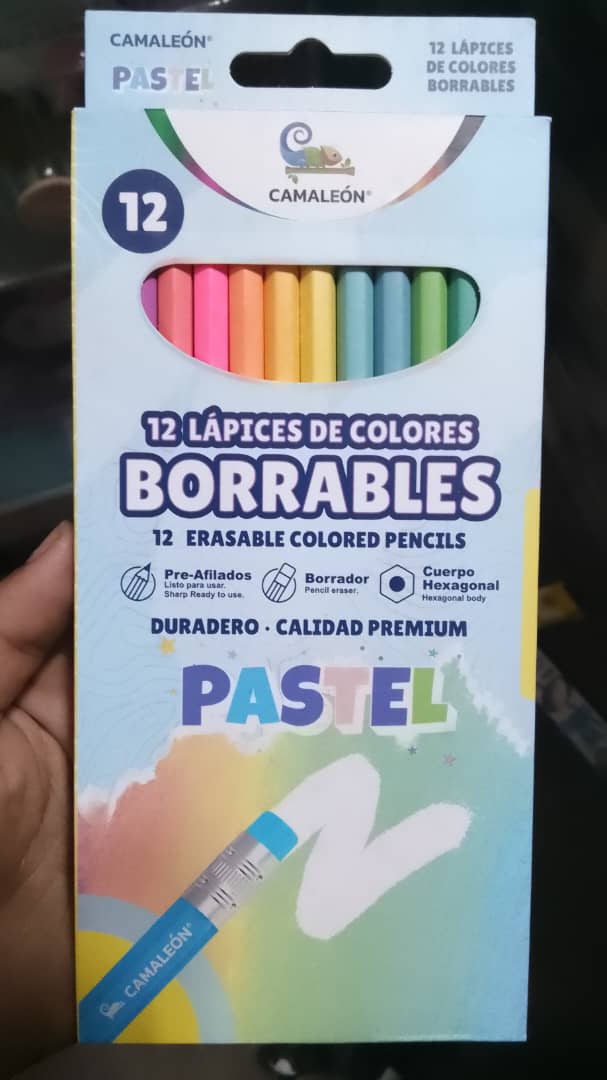 CAMALEÓN®
PASTEL
12 LÁPICES
DE COLORES
BORRABLES
CAMALEÓN®
12
12 LÁPICES DE COLORES
BORRABLES
12 ERASABLE COLORED PENCILS
Pre-Afilados
Listo para usar.
Sharp Ready to use.
Borrador
Pencil eraser.
Cuerpo
Hexagonal
Hexagonal body
DURADERO · CALIDAD PREMIUM
PASTEL
CAMALEÓN®